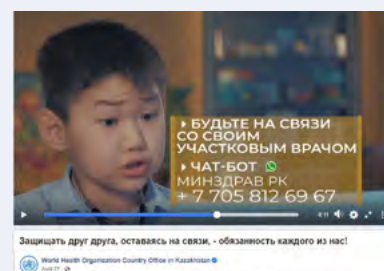 ▸ БУДЬТЕ НА СВЯЗИ
СО СВОИМ
УЧАСТКОВЫМ ВРАЧОМ
▸ ЧАТ-БОТ
МИНЗДРАВ РК
+ 7 705 812 69 67
Защищать друг друга, оставаясь на связи, - обязанность каждого из нас!
World Health Organization Country Office in Kazakhstan